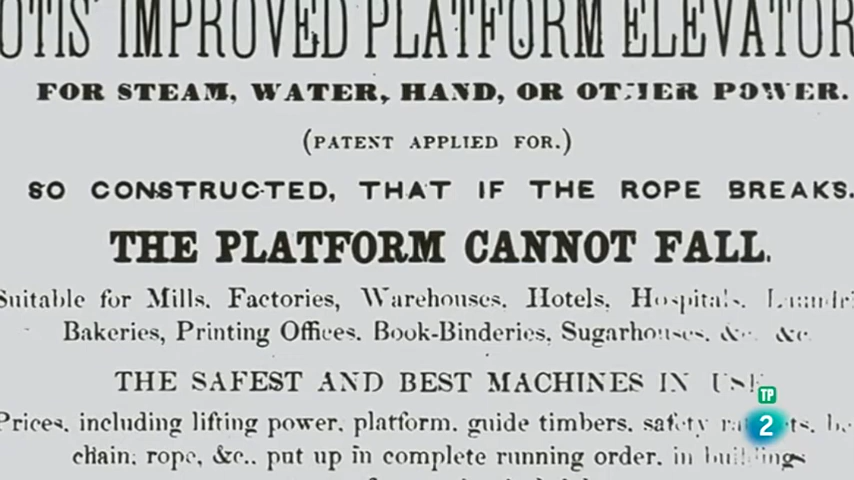 OTIS' IMPROVED PLATFORM ELEVATOR
FOR STEAM, WATER, HAND, OR OTHER POWER.
(PATENT APPLIED FOR.)
SO CONSTRUCTED, THAT IF THE ROPE BREAKS.
THE PLATFORM CANNOT FALL.
Suitable for Mills, Factories, Warehouses, Hotels, Hospitals,
Bakeries, Printing Offices, Book-Binderies, Sugarhouses, &c. &c.
THE SAFEST AND BEST MACHINES IN USE
TP
Prices, including lifting power, platform, guide timbers, safety
2
chain, rope, &c., put up in complete running order, in buildings